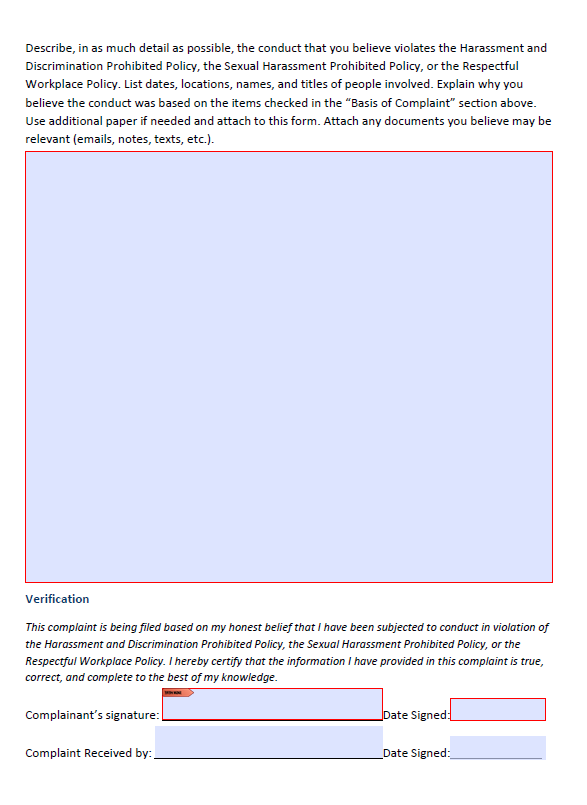 Describe, in as much detail as possible, the conduct that you believe violates the Harassment and
Discrimination Prohibited Policy, the Sexual Harassment Prohibited Policy, or the Respectful
Workplace Policy. List dates, locations, names, and titles of people involved. Explain why you
believe the conduct was based on the items checked in the “Basis of Complaint” section above.
Use additional paper if needed and attach to this form. Attach any documents you believe may be
relevant (emails, notes, texts, etc.).
Verification
This complaint is being filed based on my honest belief that I have been subjected to conduct in violation of
the Harassment and Discrimination Prohibited Policy, the Sexual Harassment Prohibited Policy, or the
Respectful Workplace Policy. I hereby certify that the information I have provided in this complaint is true,
correct, and complete to the best of my knowledge.
Complainant’s signature: Date Signed:
Complaint Received by: Date Signed: